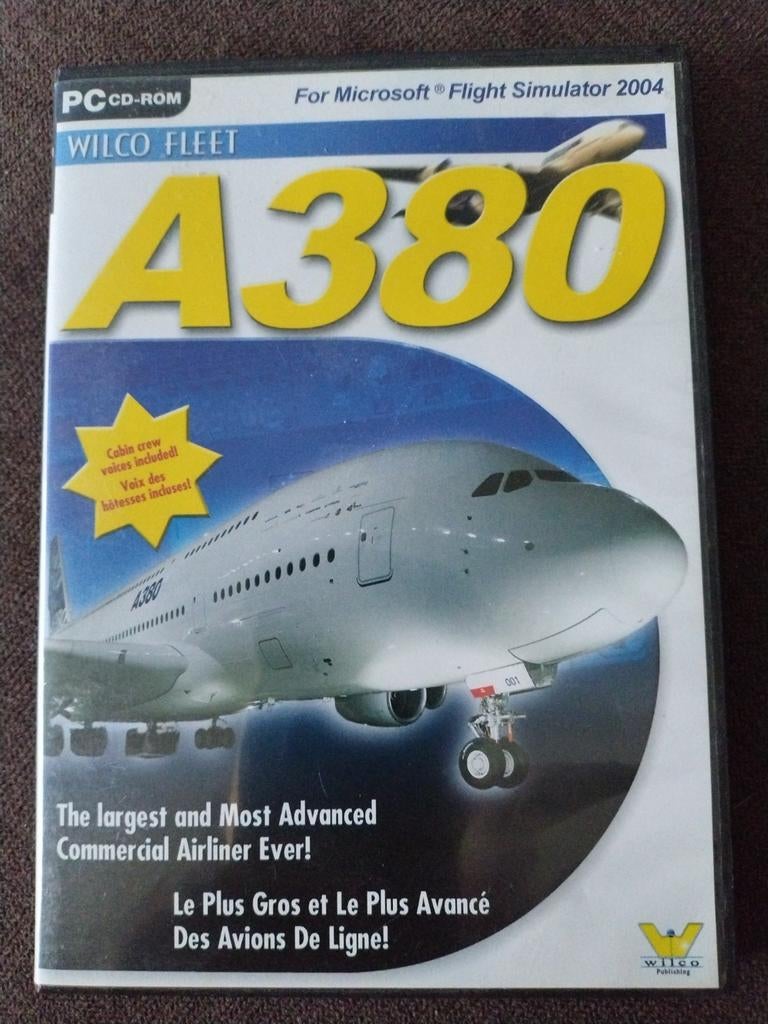 PC CD-ROM
For Microsoft® Flight Simulator 2004
WILCO FLEET
A380
Cabin crew
voices included!
Voix des
hôtesses incluses!
A380
001
The largest and Most Advanced
Commercial Airliner Ever!
Le Plus Gros et Le Plus Avancé
Des Avions De Ligne!
wilco
Publishing